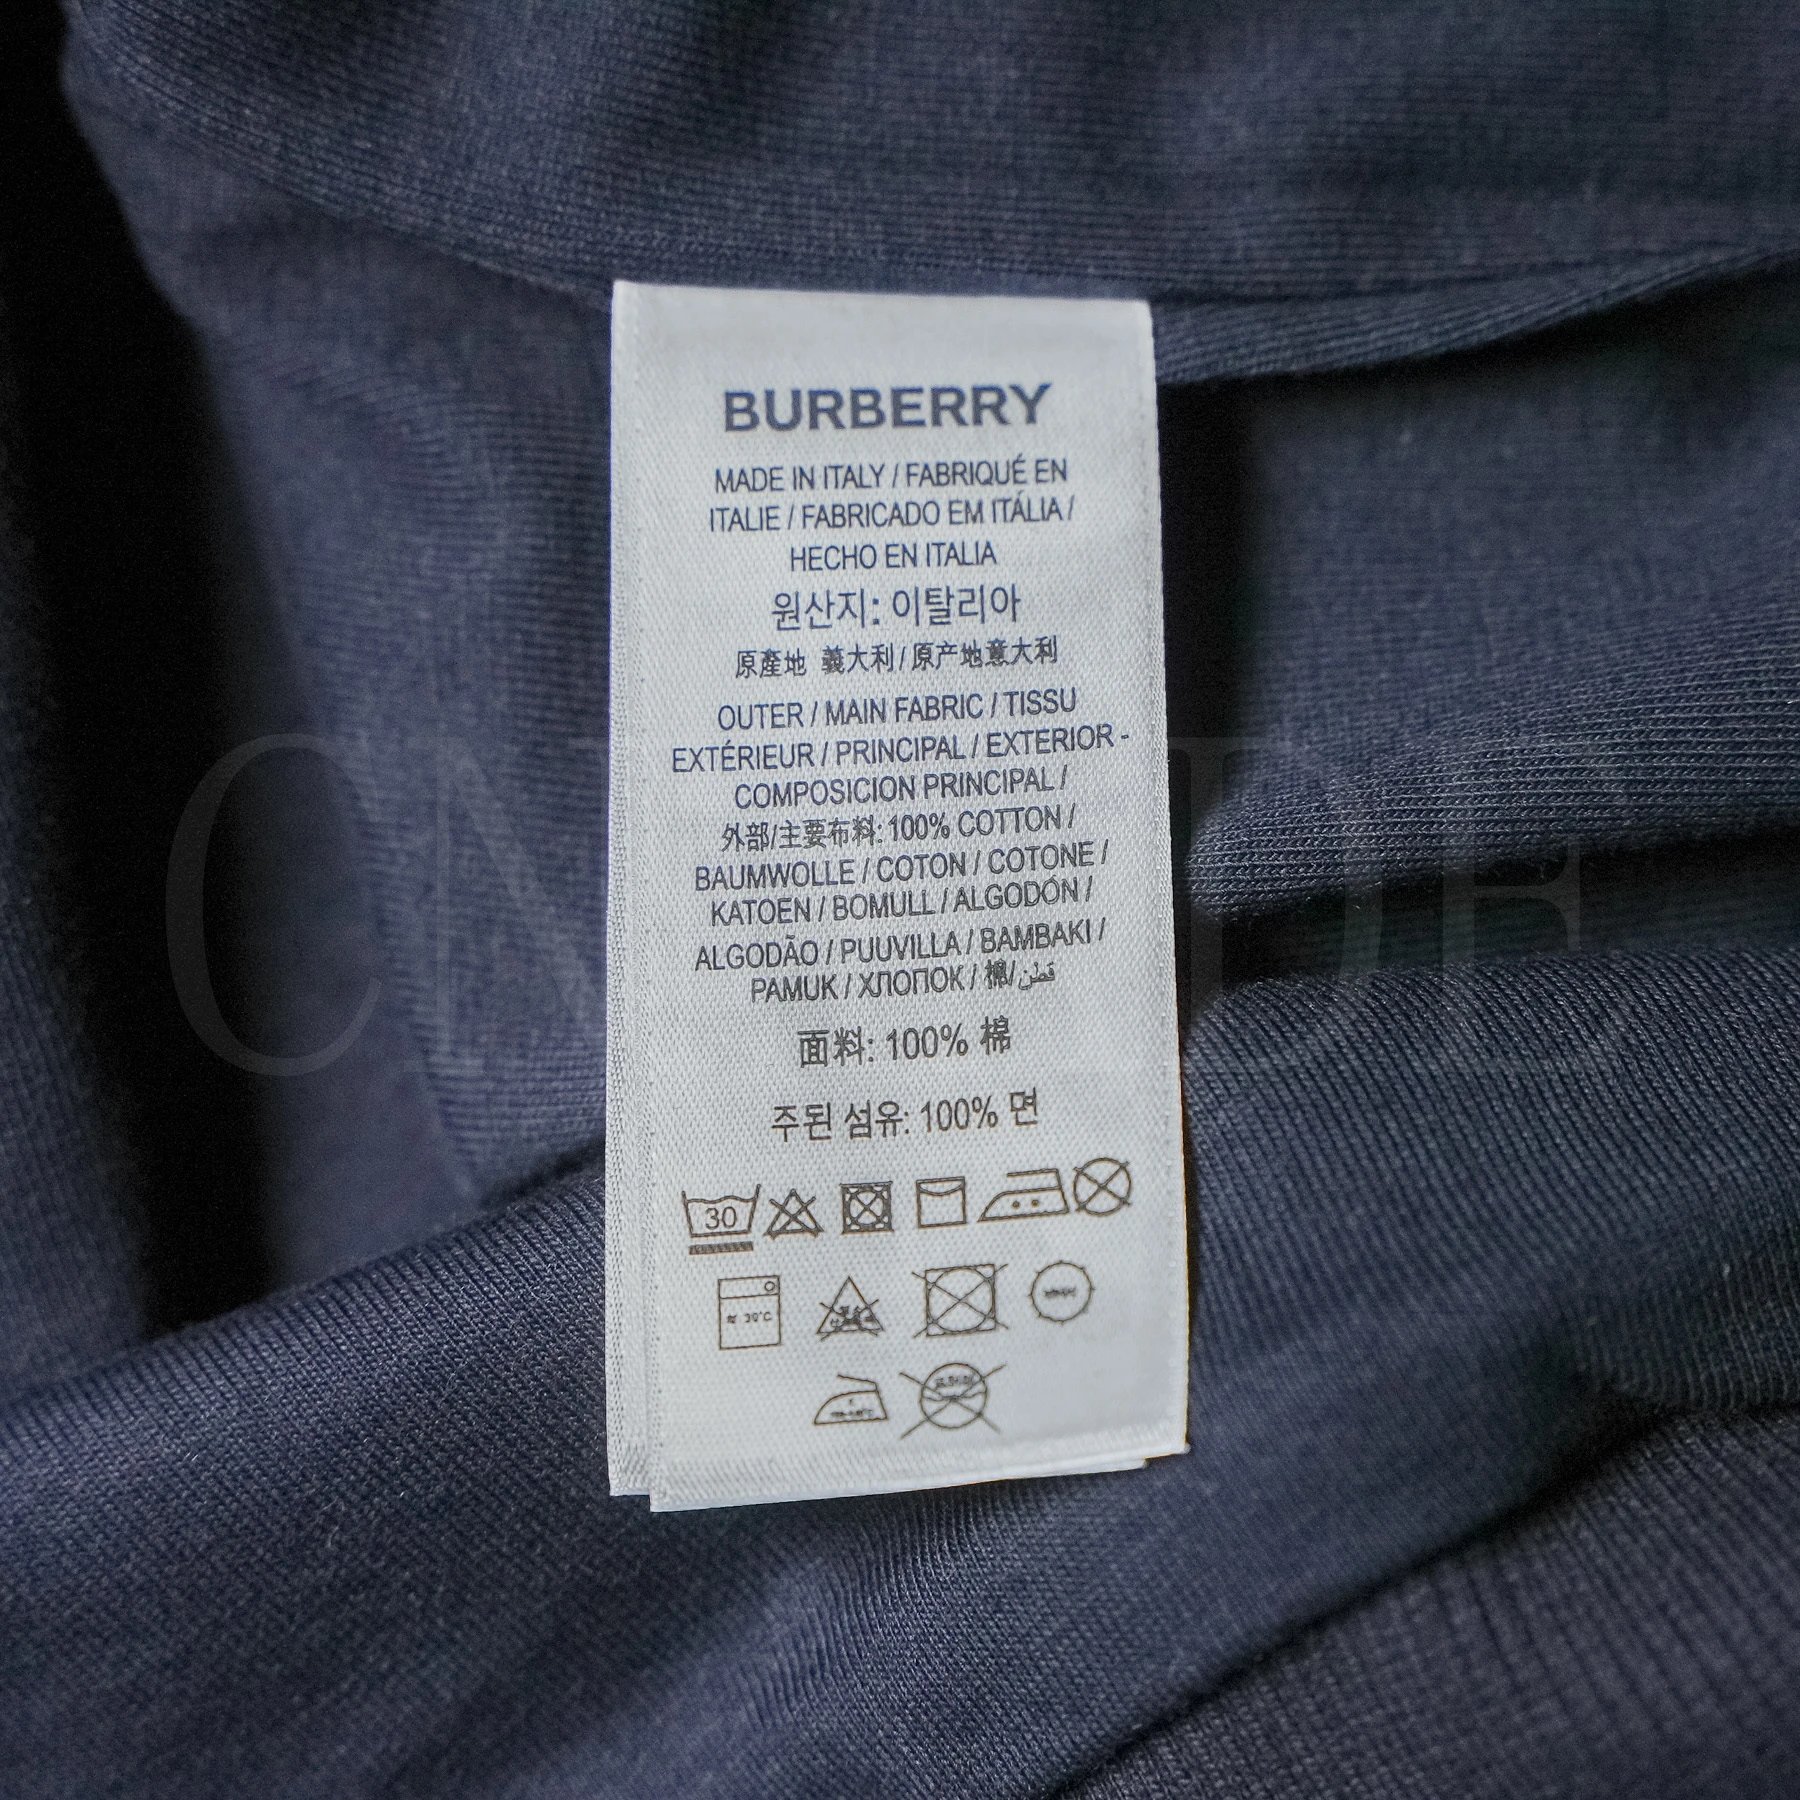 BURBERRY
MADE IN ITALY / FABRIQUÉ EN
ITALIE / FABRICADO EM ITÁLIA /
HECHO EN ITALIA
원산지: 이탈리아
原產地 義大利 / 原产地意大利
OUTER / MAIN FABRIC / TISSU
EXTÉRIEUR / PRINCIPAL / EXTERIOR -
COMPOSICION PRINCIPAL /
外部/主要布料: 100% COTTON /
BAUMWOLLE / COTON / COTONE /
KATOEN / BOMULL / ALGODÓN /
ALGODÃO / PUUVILLA / BAMBAKI /
PAMUK / ХЛОПОК / 棉/ قطن
面料: 100% 棉
주된 섬유: 100% 면
30
30°C